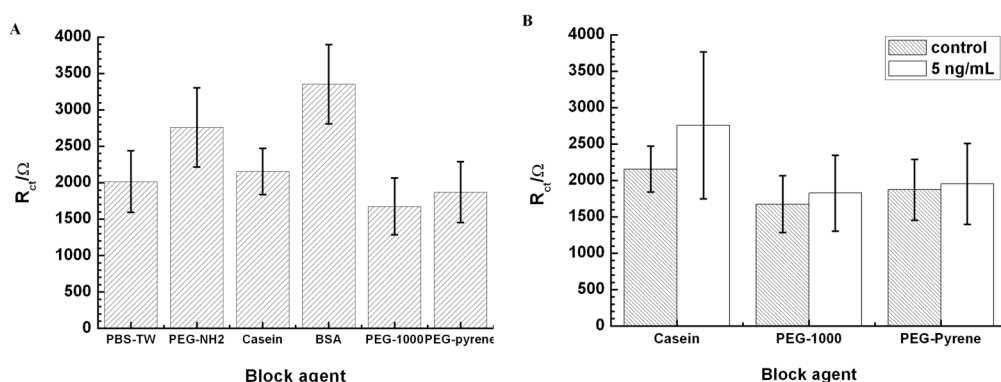 A
R_ct/Ω
4000
3500
3000
2500
2000
1500
1000
500
0
PBS-TW PEG-NH2 Casein BSA PEG-1000 PEG-pyrene
Block agent
B
R_ct/Ω
4000
3500
3000
2500
2000
1500
1000
500
0
control
5 ng/mL
Casein PEG-1000 PEG-Pyrene
Block agent